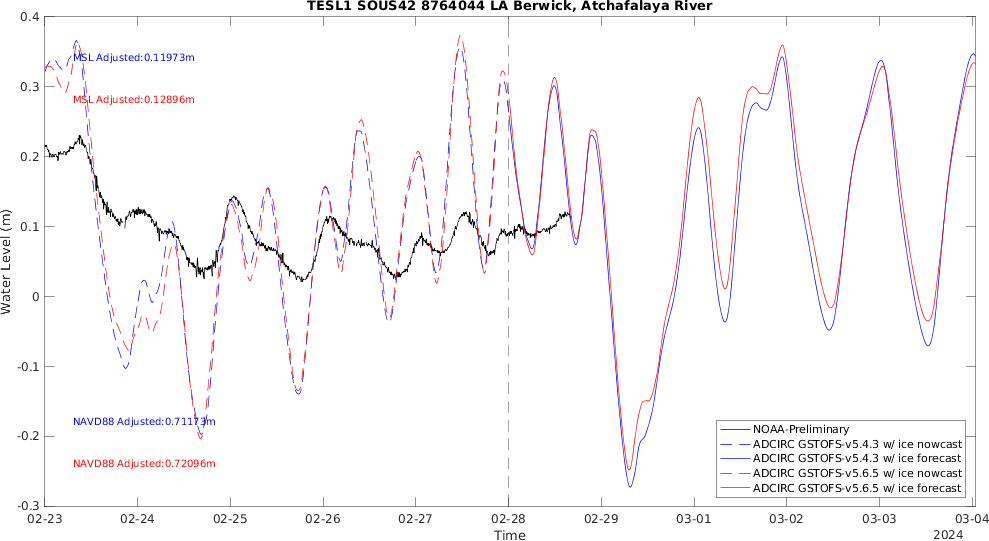 TESL1 SOUS42 8764044 LA Berwick, Atchafalaya River
0.4
0.3
0.2
0.1
0
-0.1
-0.2
-0.3
Water Level (m)
MSL Adjusted:0.11973m
MSL Adjusted:0.12896m
NAVD88 Adjusted:0.71173m
NAVD88 Adjusted:0.72096m
NOAA-Preliminary
ADCIRC GSTOFS-v5.4.3 w/ ice nowcast
ADCIRC GSTOFS-v5.4.3 w/ ice forecast
ADCIRC GSTOFS-v5.6.5 w/ ice nowcast
ADCIRC GSTOFS-v5.6.5 w/ ice forecast
02-23 02-24 02-25 02-26 02-27 02-28 02-29 03-01 03-02 03-03 03-04
Time
2024